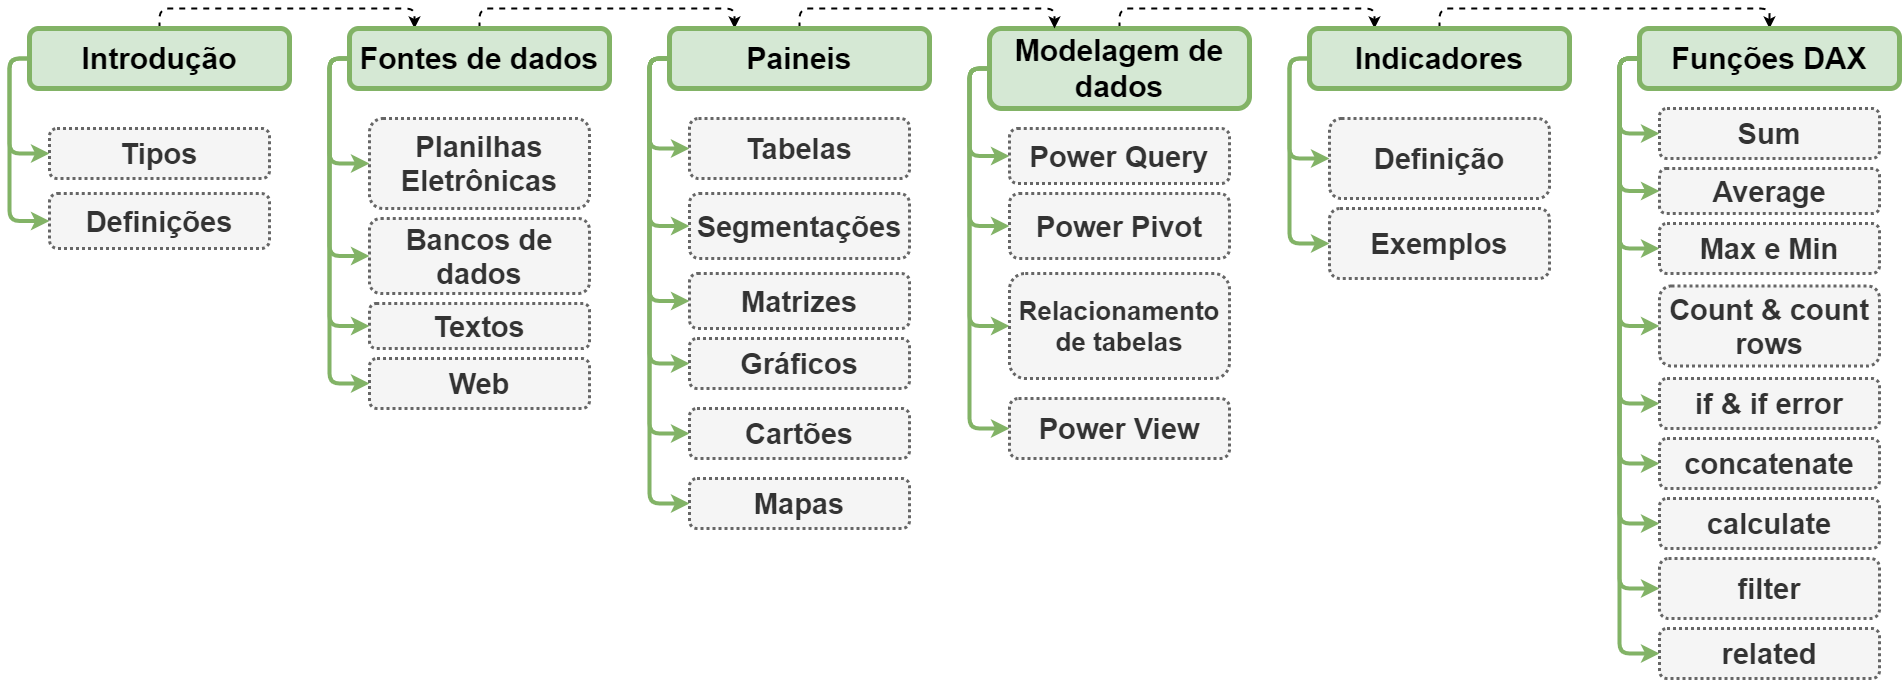 Introdução
Tipos
Definições
Fontes de dados
Planilhas
Eletrônicas
Bancos de
dados
Textos
Web
Paineis
Tabelas
Segmentações
Matrizes
Gráficos
Cartões
Mapas
Modelagem de
dados
Power Query
Power Pivot
Relacionamento
de tabelas
Power View
Indicadores
Definição
Exemplos
Funções DAX
Sum
Average
Max e Min
Count & count
rows
if & if error
concatenate
calculate
filter
related